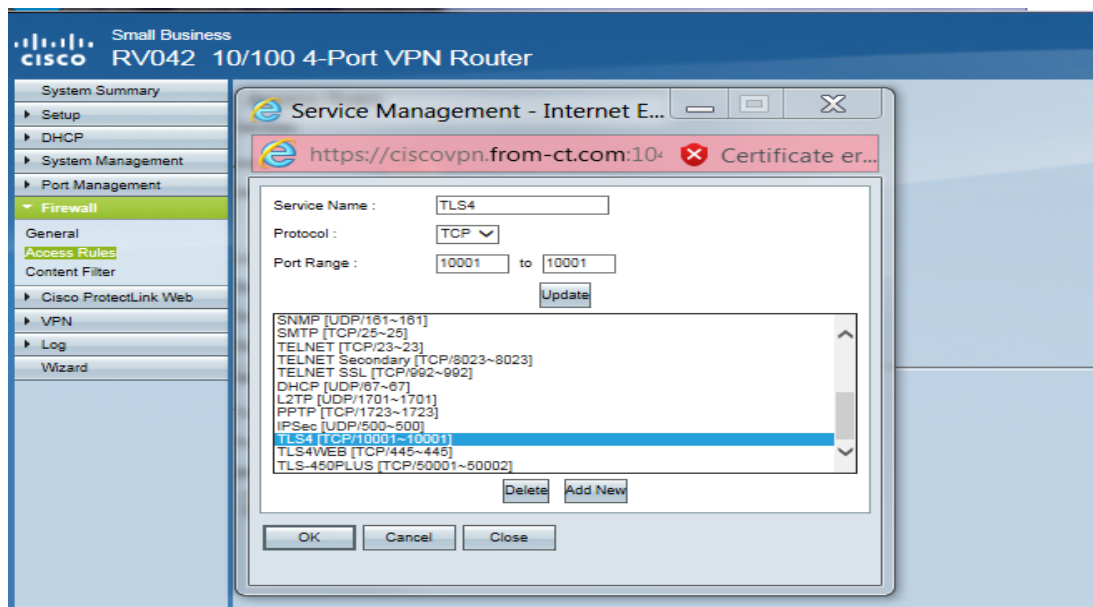 Small Business
CISCO RV042 10/100 4-Port VPN Router
System Summary
Setup
DHCP
System Management
Port Management
Firewall
General
Access Rules
Content Filter
Cisco ProtectLink Web
VPN
Log
Wizard
Service Management - Internet E...
https://ciscovpn.from-ct.com:10 Certificate er...
Service Name : TLS4
Protocol : TCP
Port Range : 10001 to 10001
Update
SNMP [UDP/161~161]
SMTP [TCP/25~25]
TELNET [TCP/23~23]
TELNET Secondary [TCP/8023~8023]
TELNET SSL [TCP/992~992]
DHCP [UDP/67~67]
L2TP [UDP/1701~1701]
PPTP [TCP/1723~1723]
IPSec [UDP/500~500]
TLS4 [TCP/10001~10001]
TLS4WEB [TCP/445~445]
TLS-450PLUS [TCP/50001~50002]
Delete Add New
OK Cancel Close